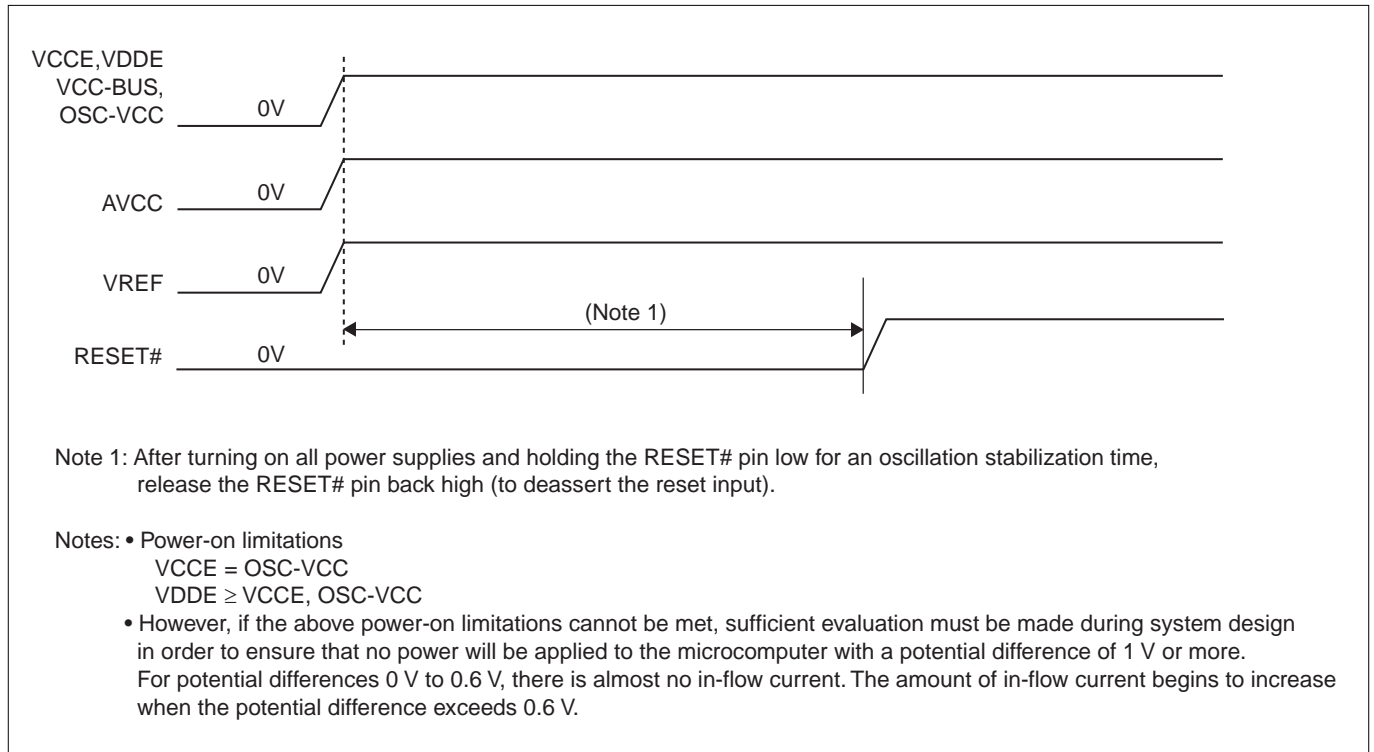 VCCE,VDDE
VCC-BUS,
OSC-VCC
0V
AVCC
0V
VREF
0V
(Note 1)
RESET#
0V
Note 1: After turning on all power supplies and holding the RESET# pin low for an oscillation stabilization time,
release the RESET# pin back high (to deassert the reset input).
Notes: • Power-on limitations
VCCE = OSC-VCC
VDDE ≥ VCCE, OSC-VCC
• However, if the above power-on limitations cannot be met, sufficient evaluation must be made during system design
in order to ensure that no power will be applied to the microcomputer with a potential difference of 1 V or more.
For potential differences 0 V to 0.6 V, there is almost no in-flow current. The amount of in-flow current begins to increase
when the potential difference exceeds 0.6 V.